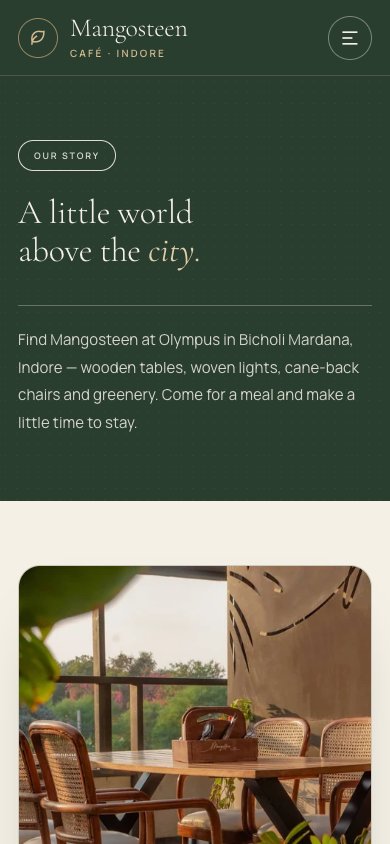 Mangosteen
CAFÉ · INDORE
OUR STORY
A little world
above the city.
Find Mangosteen at Olympus in Bicholi Mardana,
Indore — wooden tables, woven lights, cane-back
chairs and greenery. Come for a meal and make a
little time to stay.